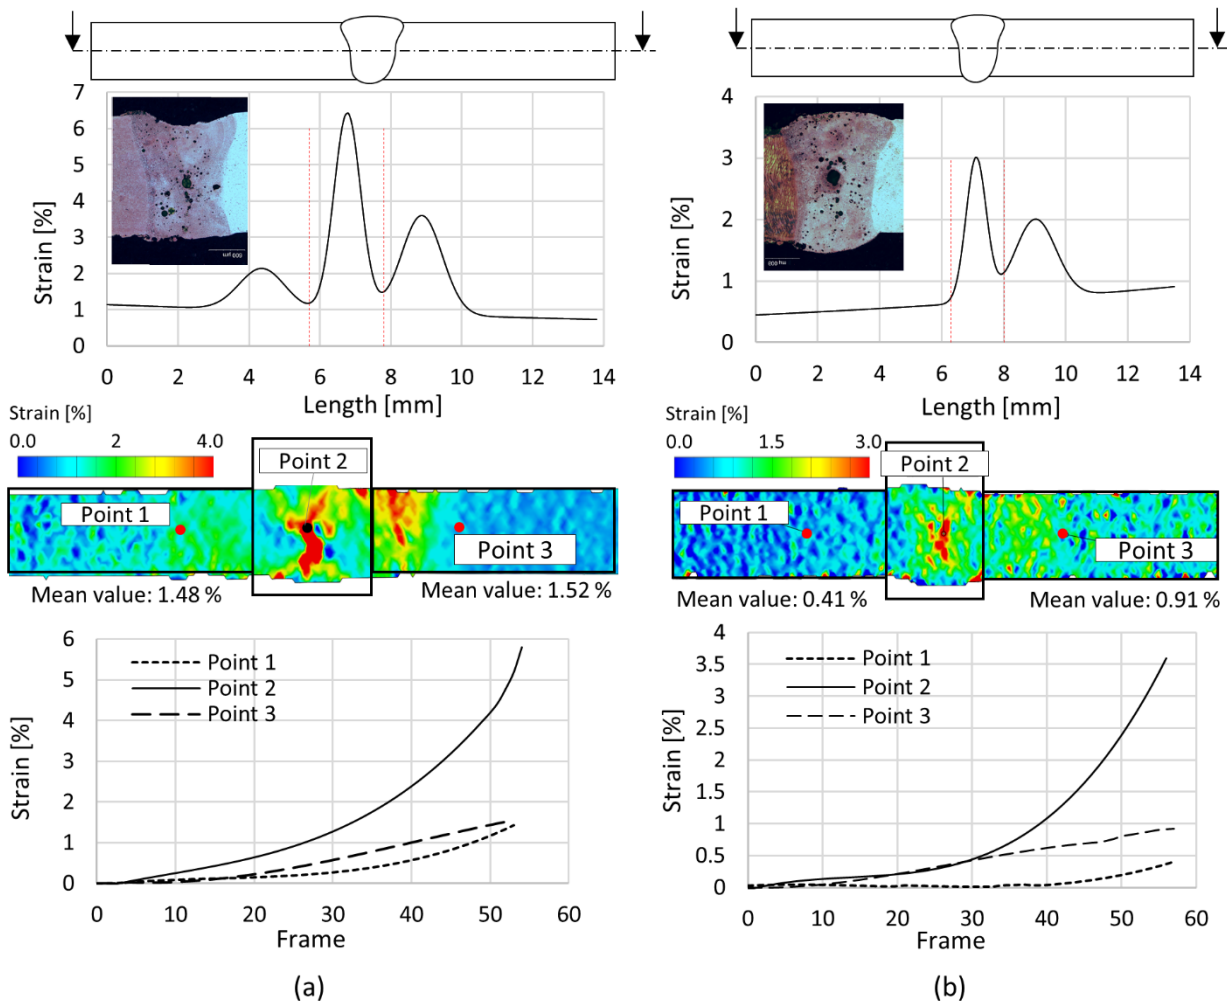 7
6
5
4
3
2
1
0
Strain [%]
500 µm
0 2 4 6 8 10 12 14
Length [mm]
Strain [%]
0.0 2 4.0
Point 2
Point 1
Point 3
Mean value: 1.48 %
Mean value: 1.52 %
6
5
4
3
2
1
0
Strain [%]
Point 1
Point 2
Point 3
0 10 20 30 40 50 60
Frame
(a)
4
3
2
1
0
Strain [%]
0 2 4 6 8 10 12 14
Length [mm]
Strain [%]
0.0 1.5 3.0
Point 2
Point 1
Point 3
Mean value: 0.41 %
Mean value: 0.91 %
4
3.5
3
2.5
2
1.5
1
0.5
0
Strain [%]
Point 1
Point 2
Point 3
0 10 20 30 40 50 60
Frame
(b)